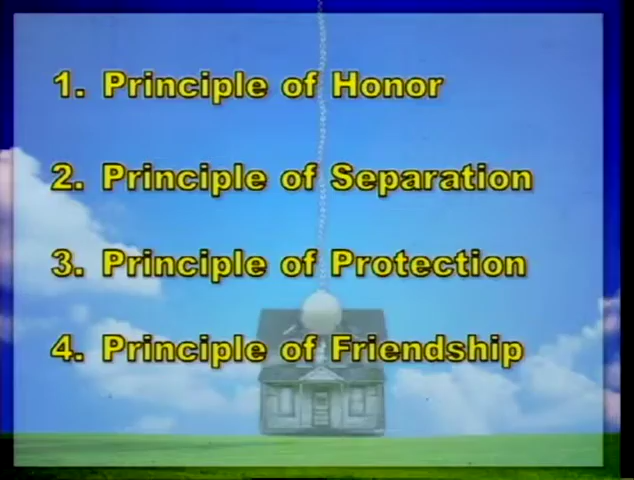 1. Principle of Honor
2. Principle of Separation
3. Principle of Protection
4. Principle of Friendship